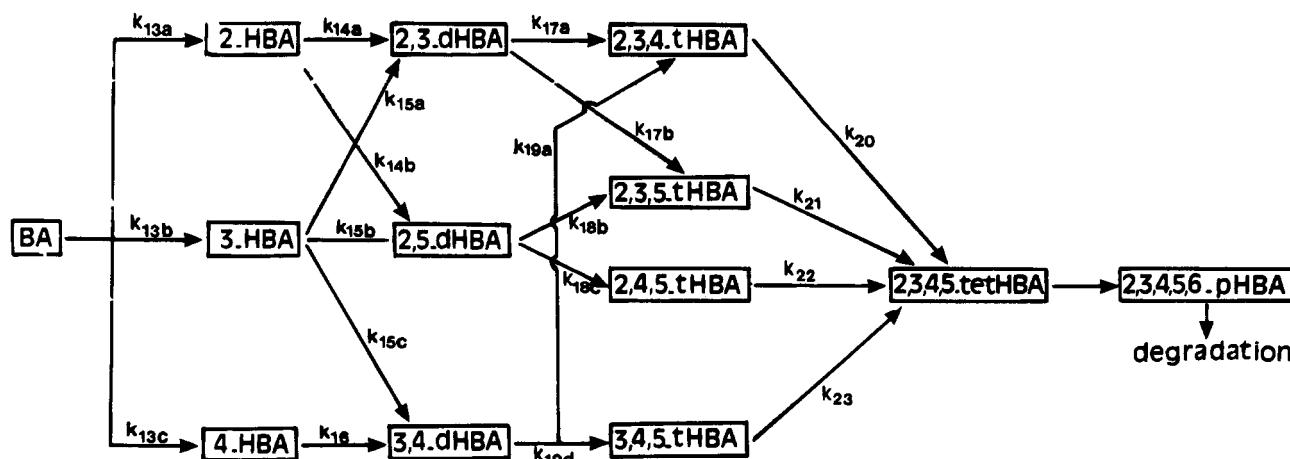 k13a
2-HBA
k14a
2,3-dHBA
k17a
2,3,4-tHBA
k15a
k14b
k17b
k19a
k20
BA
k13b
3-HBA
k15b
2,5-dHBA
k18b
2,3,5-tHBA
k21
k18c
2,4,5-tHBA
k22
2,3,4,5-tetHBA
2,3,4,5,6-pHBA
degradation
k15c
k23
k13c
4-HBA
k16
3,4-dHBA
k19d
3,4,5-tHBA